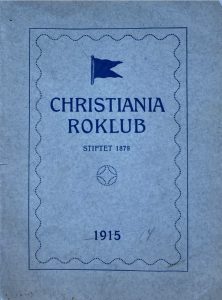 CHRISTIANIA
ROKLUB
STIFTET 1878
1915